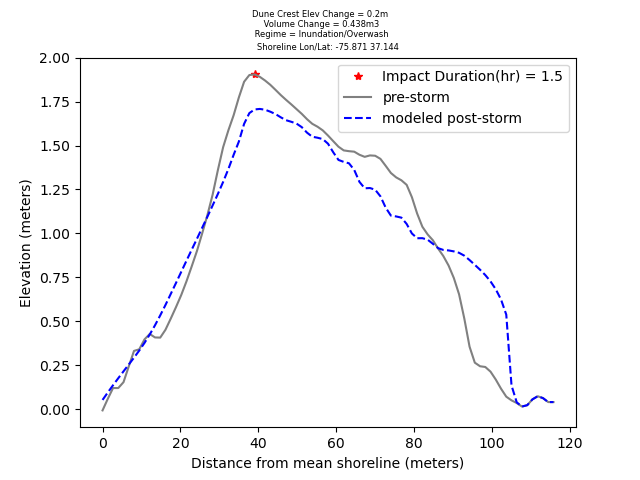 Dune Crest Elev Change = 0.2m
Volume Change = 0.438m3
Regime = Inundation/Overwash
Shoreline Lon/Lat: -75.871 37.144
Impact Duration(hr) = 1.5
pre-storm
modeled post-storm
Elevation (meters)
2.00
1.75
1.50
1.25
1.00
0.75
0.50
0.25
0.00
0 20 40 60 80 100 120
Distance from mean shoreline (meters)